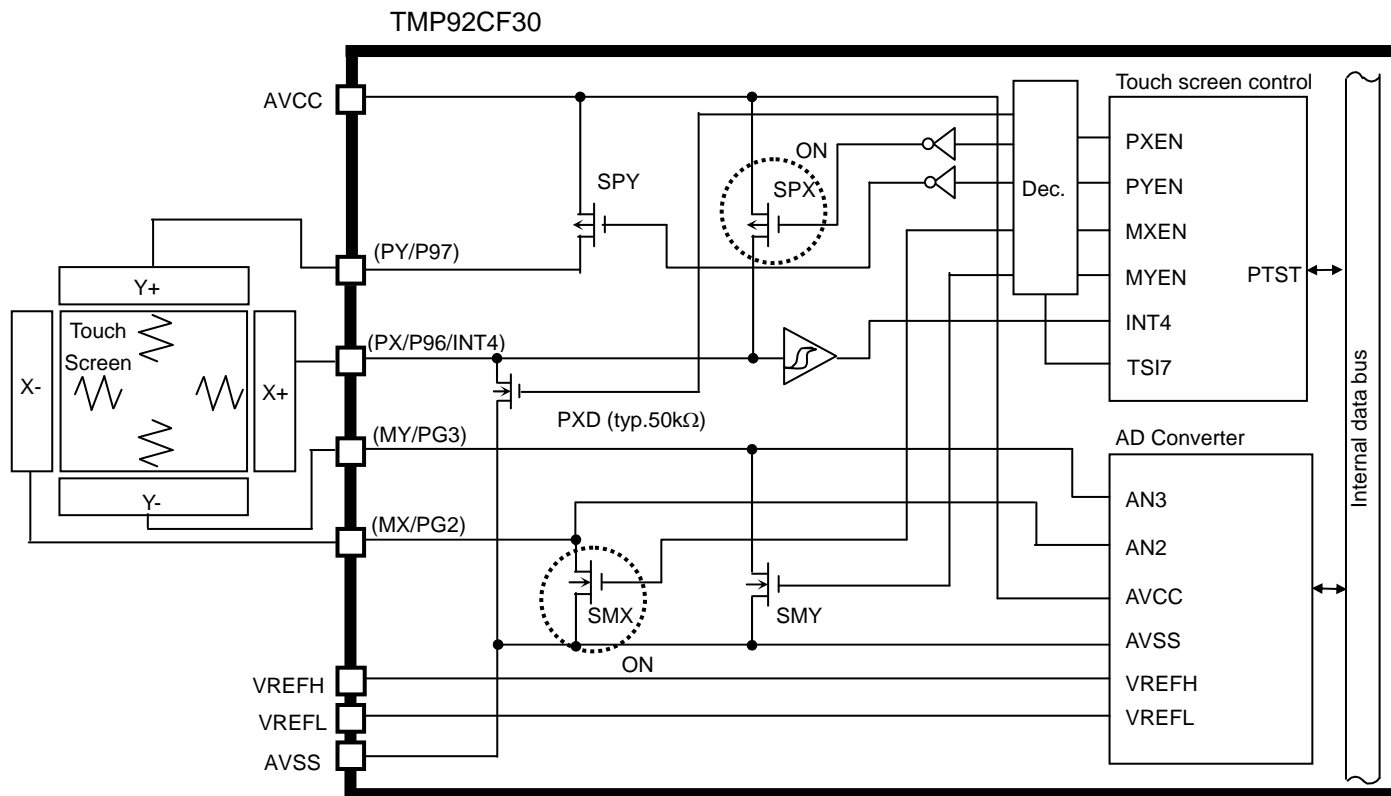 TMP92CF30
AVCC
Touch screen control
ON
SPY
SPX
Dec.
PXEN
PYEN
MXEN
MYEN
PTST
INT4
TSI7
(PY/P97)
Y+
Touch
Screen
X-
X+
Y-
(PX/P96/INT4)
PXD (typ.50kΩ)
(MY/PG3)
(MX/PG2)
SMX
ON
SMY
AD Converter
AN3
AN2
AVCC
AVSS
VREFH
VREFL
Internal data bus
VREFH
VREFL
AVSS